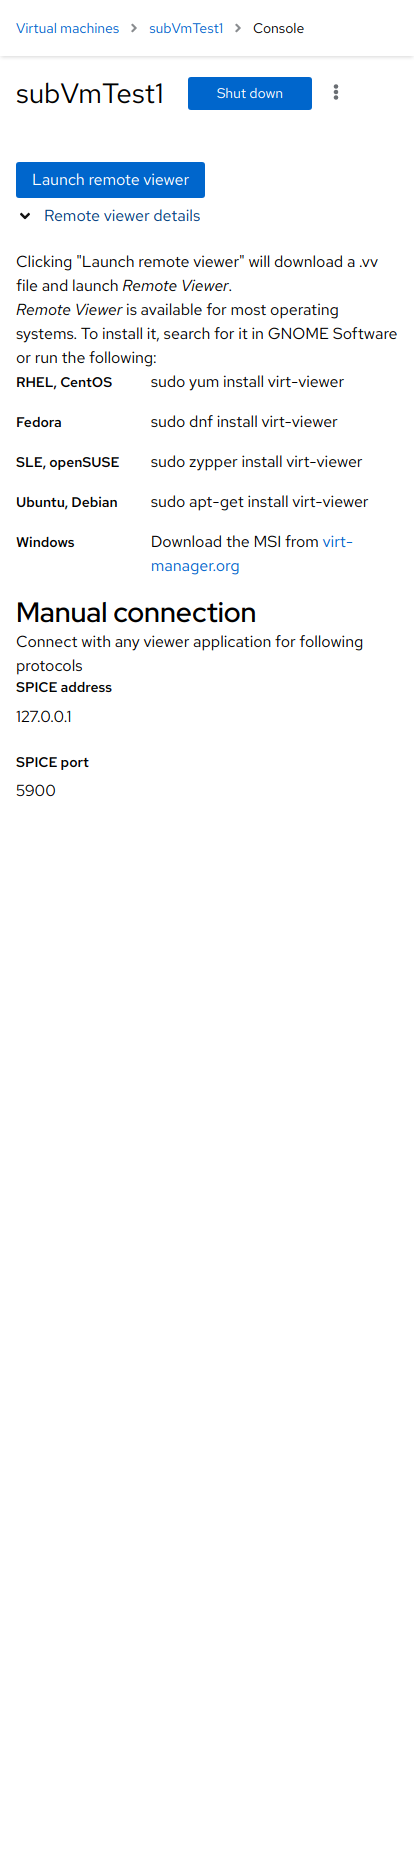 Virtual machines > subVmTest1 > Console
subVmTest1 Shut down
Launch remote viewer
Remote viewer details
Clicking "Launch remote viewer" will download a .vv
file and launch Remote Viewer.
Remote Viewer is available for most operating
systems. To install it, search for it in GNOME Software
or run the following:
RHEL, CentOS sudo yum install virt-viewer
Fedora sudo dnf install virt-viewer
SLE, openSUSE sudo zypper install virt-viewer
Ubuntu, Debian sudo apt-get install virt-viewer
Windows Download the MSI from virt-
manager.org
Manual connection
Connect with any viewer application for following
protocols
SPICE address
127.0.0.1
SPICE port
5900